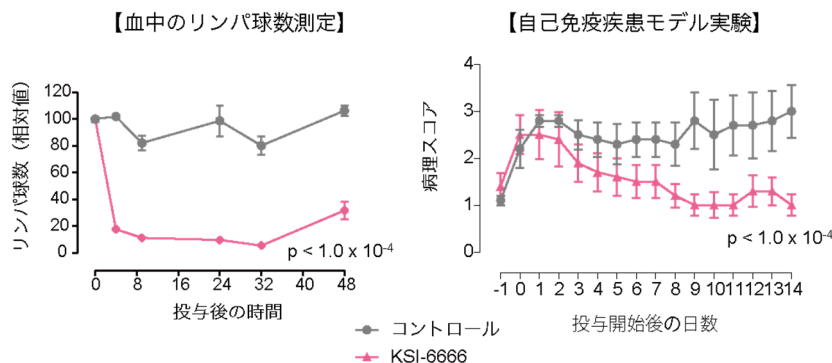 【血中のリンパ球数測定】
リンパ球数（相対値）
120
100
80
60
40
20
0
p < 1.0 x 10⁻⁴
0 8 16 24 32 40 48
投与後の時間
【自己免疫疾患モデル実験】
病理スコア
4
3
2
1
0
p < 1.0 x 10⁻⁴
-1 0 1 2 3 4 5 6 7 8 9 10 11 12 13 14
投与開始後の日数
コントロール
KSI-6666